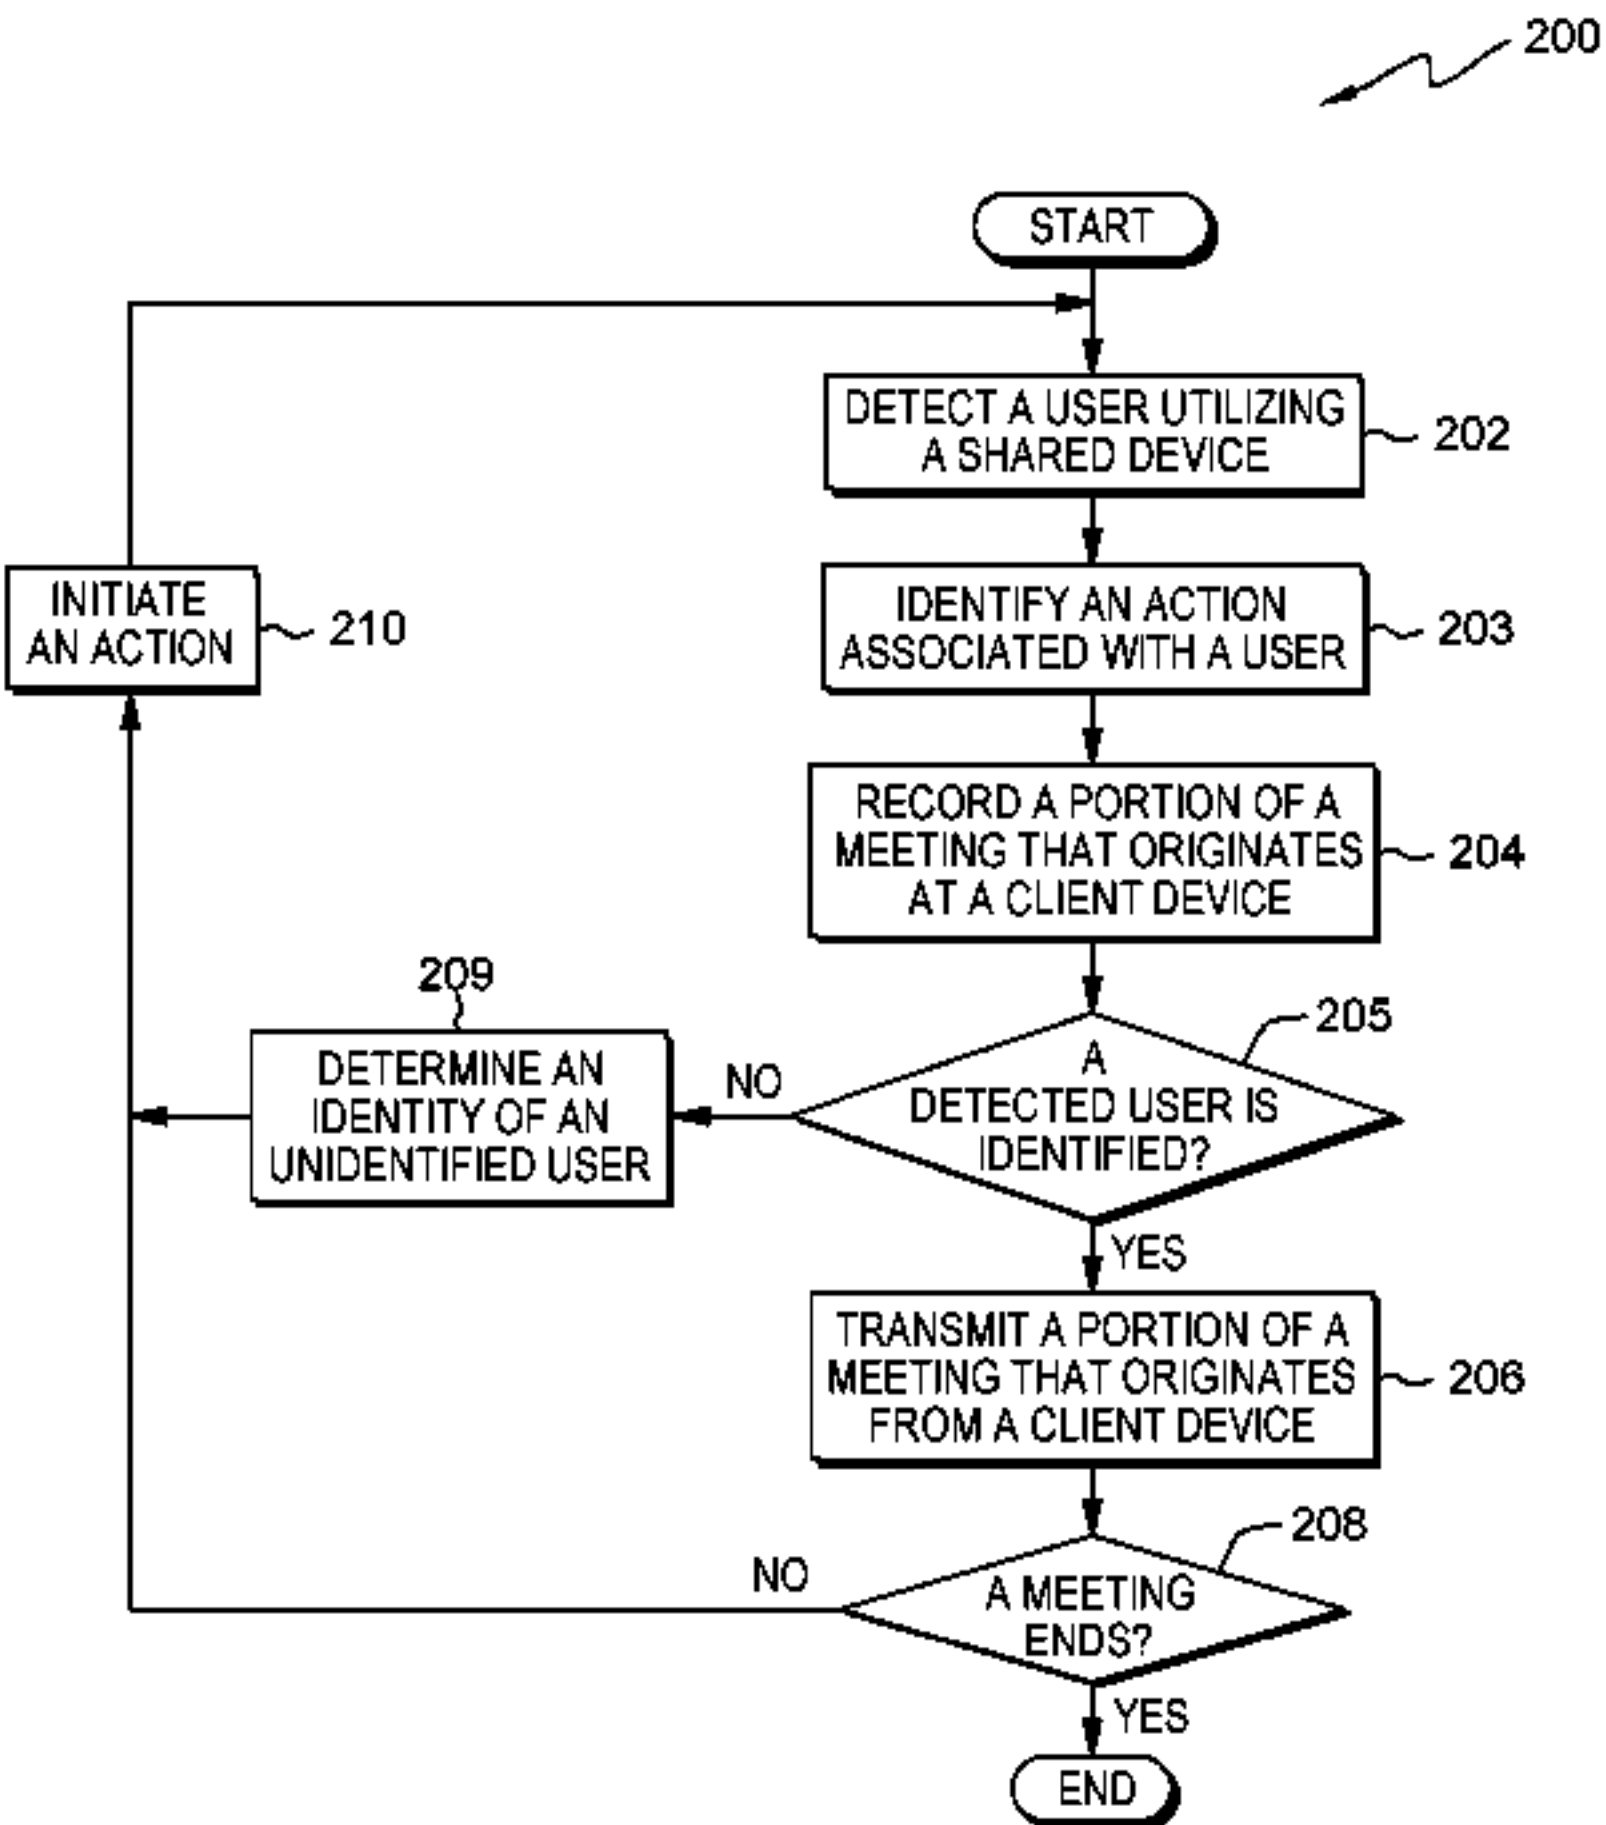 200
START
DETECT A USER UTILIZING
A SHARED DEVICE
202
IDENTIFY AN ACTION
ASSOCIATED WITH A USER
203
INITIATE
AN ACTION
210
RECORD A PORTION OF A
MEETING THAT ORIGINATES
AT A CLIENT DEVICE
204
209
DETERMINE AN
IDENTITY OF AN
UNIDENTIFIED USER
NO
A
DETECTED USER IS
IDENTIFIED?
205
YES
TRANSMIT A PORTION OF A
MEETING THAT ORIGINATES
FROM A CLIENT DEVICE
206
NO
A MEETING
ENDS?
208
YES
END